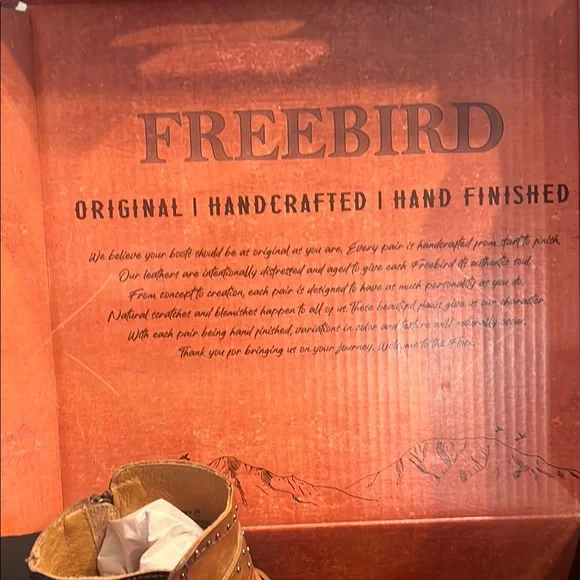 FREEBIRD
ORIGINAL | HANDCRAFTED | HAND FINISHED
We believe your boots should be as original as you are, Every pair is handcrafted from start to finish.
Our leathers are intentionally distressed and aged to give each Freebird its authentic soul.
From concept to creation, each pair is designed to have as much personality as you do.
Natural scratches and blemishes happen to all of us. These beautiful flaws give us our character.
With each pair being hand finished, variations in color and texture will naturally occur.
Thank you for bringing us on your journey. Welcome to the Flock.